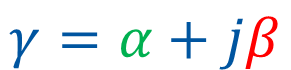 γ = α + jβ